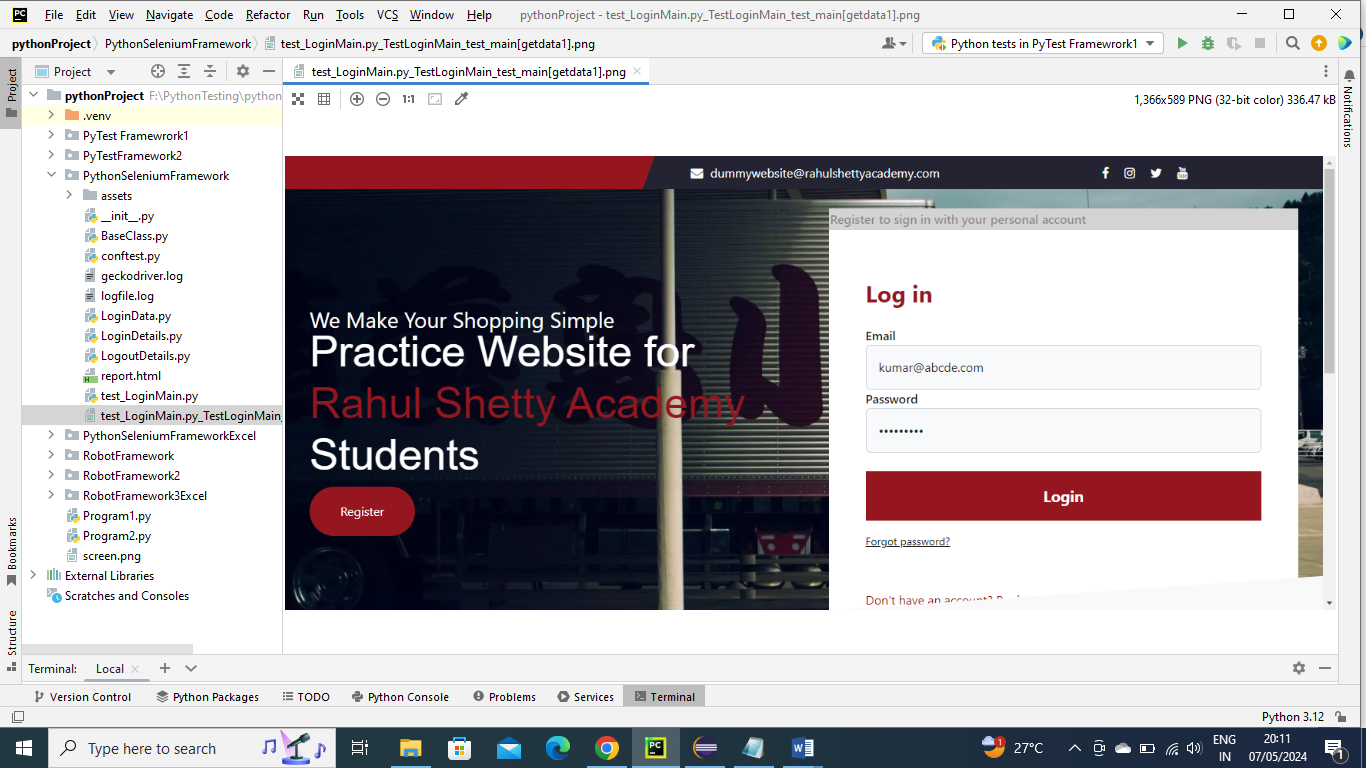 File Edit View Navigate Code Refactor Run Tools VCS Window Help pythonProject - test_LoginMain.py_TestLoginMain_test_main[getdata1].png
pythonProject PythonSeleniumFramework test_LoginMain.py_TestLoginMain_test_main[getdata1].png Python tests in PyTest Framewrork1
Project
test_LoginMain.py_TestLoginMain_test_main[getdata1].png
Project
Notifications
1:1
1,366x589 PNG (32-bit color) 336.47 kB
pythonProject F:\PythonTesting\python
.venv
PyTest Framewrork1
PyTestFramework2
PythonSeleniumFramework
assets
__init__.py
BaseClass.py
conftest.py
geckodriver.log
logfile.log
LoginData.py
LoginDetails.py
LogoutDetails.py
report.html
test_LoginMain.py
test_LoginMain.py_TestLoginMain_
PythonSeleniumFrameworkExcel
RobotFramework
RobotFramework2
RobotFramework3Excel
Program1.py
Program2.py
screen.png
External Libraries
Scratches and Consoles
dummywebsite@rahulshettyacademy.com
Register to sign in with your personal account
We Make Your Shopping Simple
Practice Website for
Rahul Shetty Academy
Students
Register
Log in
Email
kumar@abcde.com
Password
•••••••••
Login
Forgot password?
Don't have an account?
Bookmarks
Structure
Terminal: Local
Version Control Python Packages TODO Python Console Problems Services Terminal
Python 3.12
Type here to search
27°C
ENG
IN
20:11
07/05/2024
1